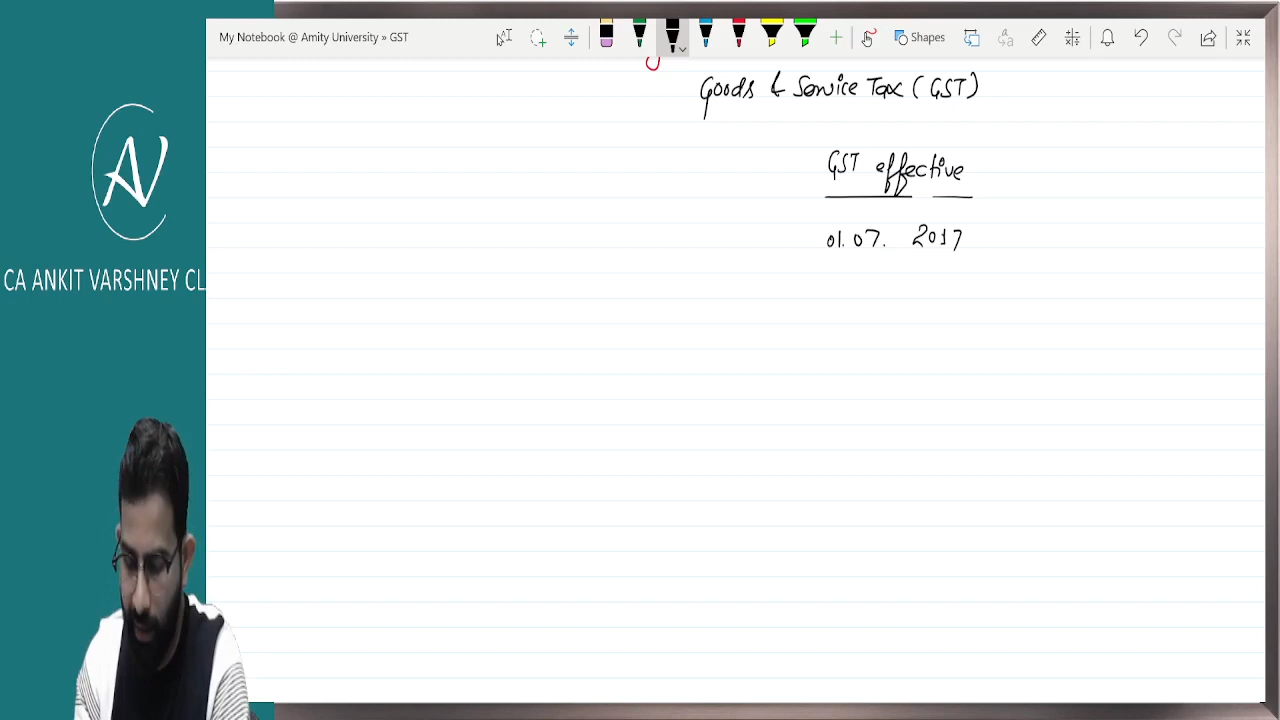 My Notebook @ Amity University » GST
Shapes
Goods & Service Tax (GST)
GST effective
01.07. 2017
AV
CA ANKIT VARSHNEY CL